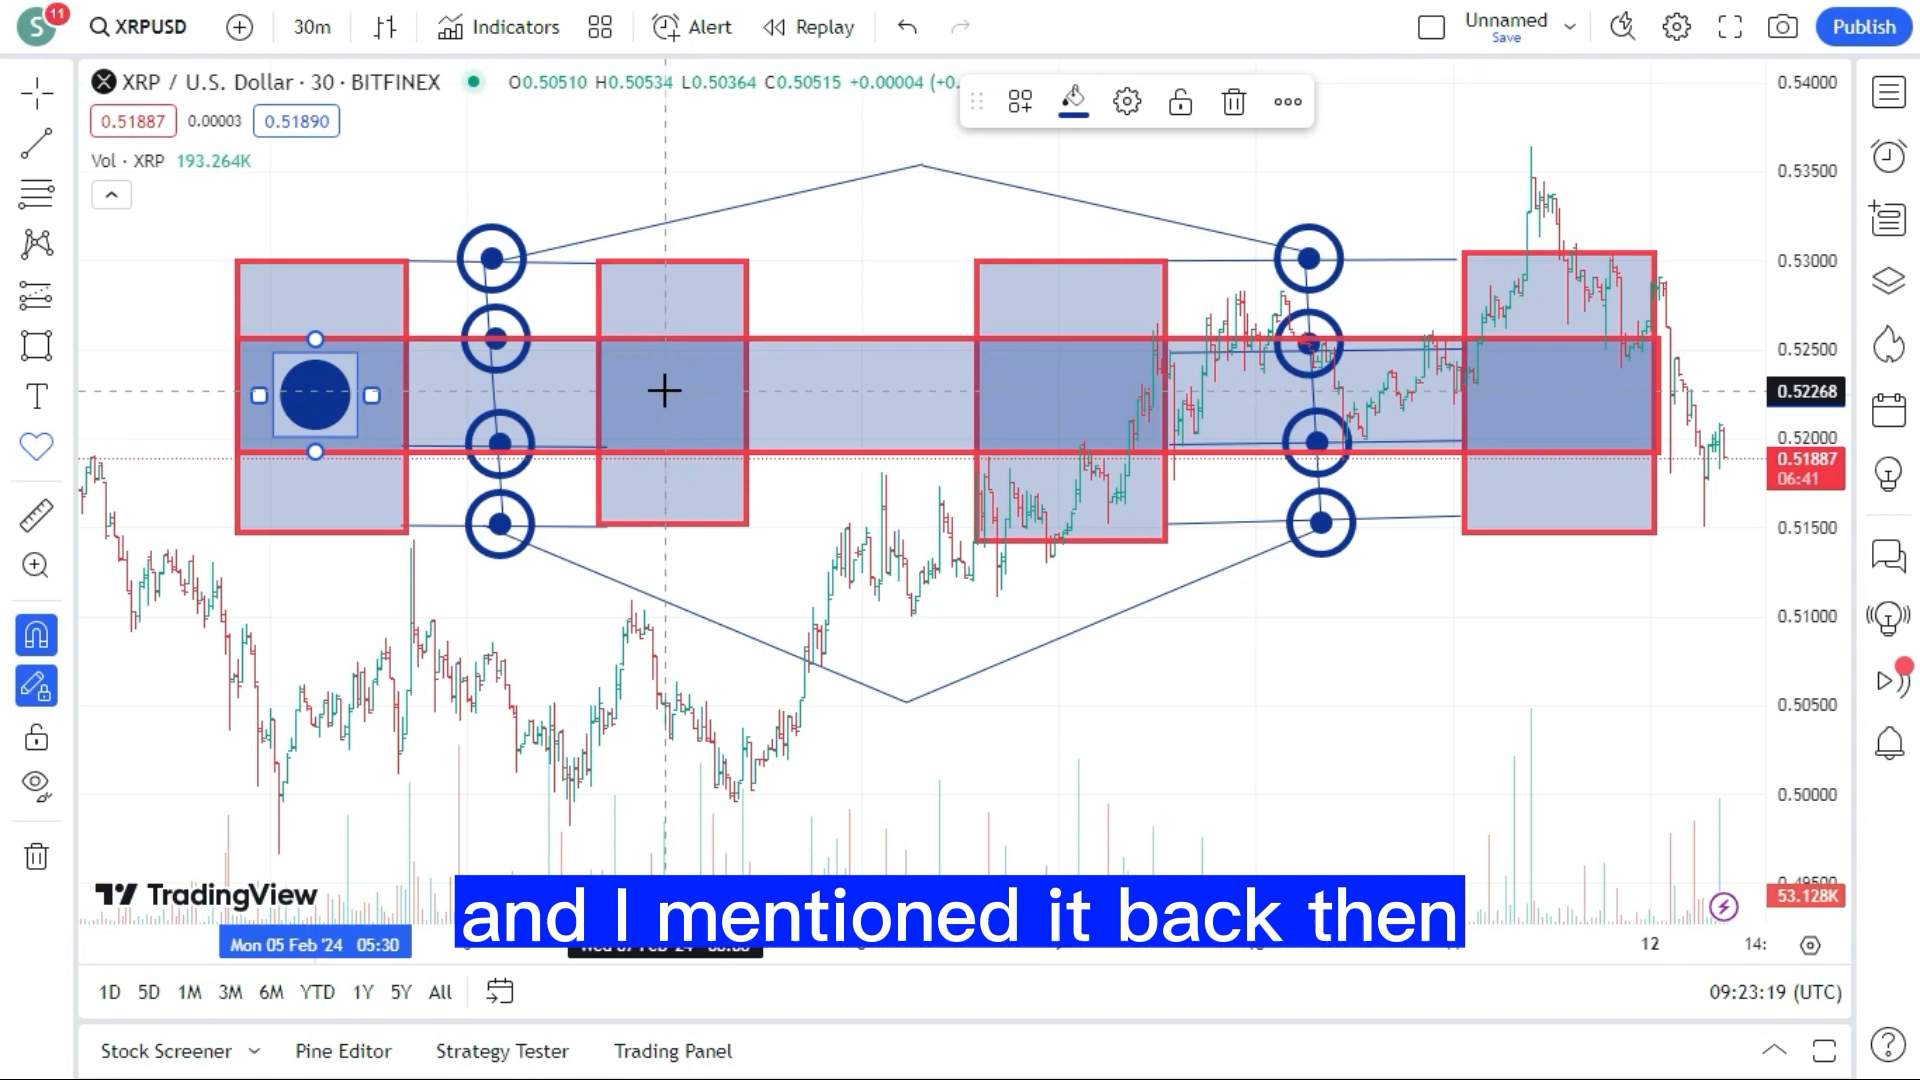 S 11 XRPUSD 30m Indicators Alert Replay Unnamed Save Publish
XRP / U.S. Dollar · 30 · BITFINEX O0.50510 H0.50534 L0.50364 C0.50515 +0.00004 (+0.
0.51887 0.00003 0.51890
Vol · XRP 193.264K
0.54000
0.53500
0.53000
0.52500
0.52268
0.52000
0.51887
06:41
0.51500
0.51000
0.50500
0.50000
53.128K
TradingView
and I mentioned it back then
Mon 05 Feb '24 05:30 12 14:
1D 5D 1M 3M 6M YTD 1Y 5Y All 09:23:19 (UTC)
Stock Screener Pine Editor Strategy Tester Trading Panel